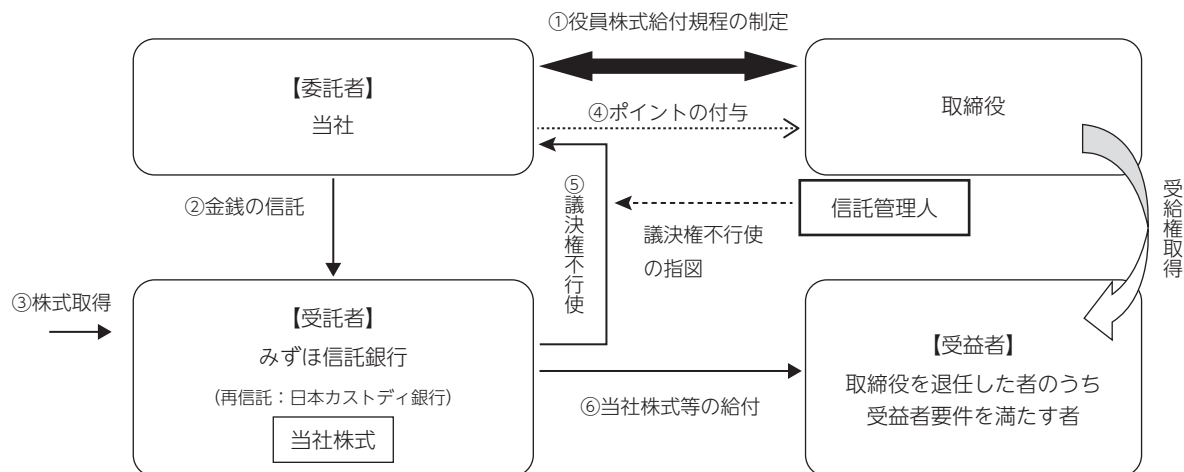 ①役員株式給付規程の制定
【委託者】
当社
取締役
④ポイントの付与
②金銭の信託
⑤議決権不行使
信託管理人
議決権不行使
の指図
受給権取得
③株式取得
【受託者】
みずほ信託銀行
(再信託：日本カストディ銀行)
当社株式
⑥当社株式等の給付
【受益者】
取締役を退任した者のうち
受益者要件を満たす者